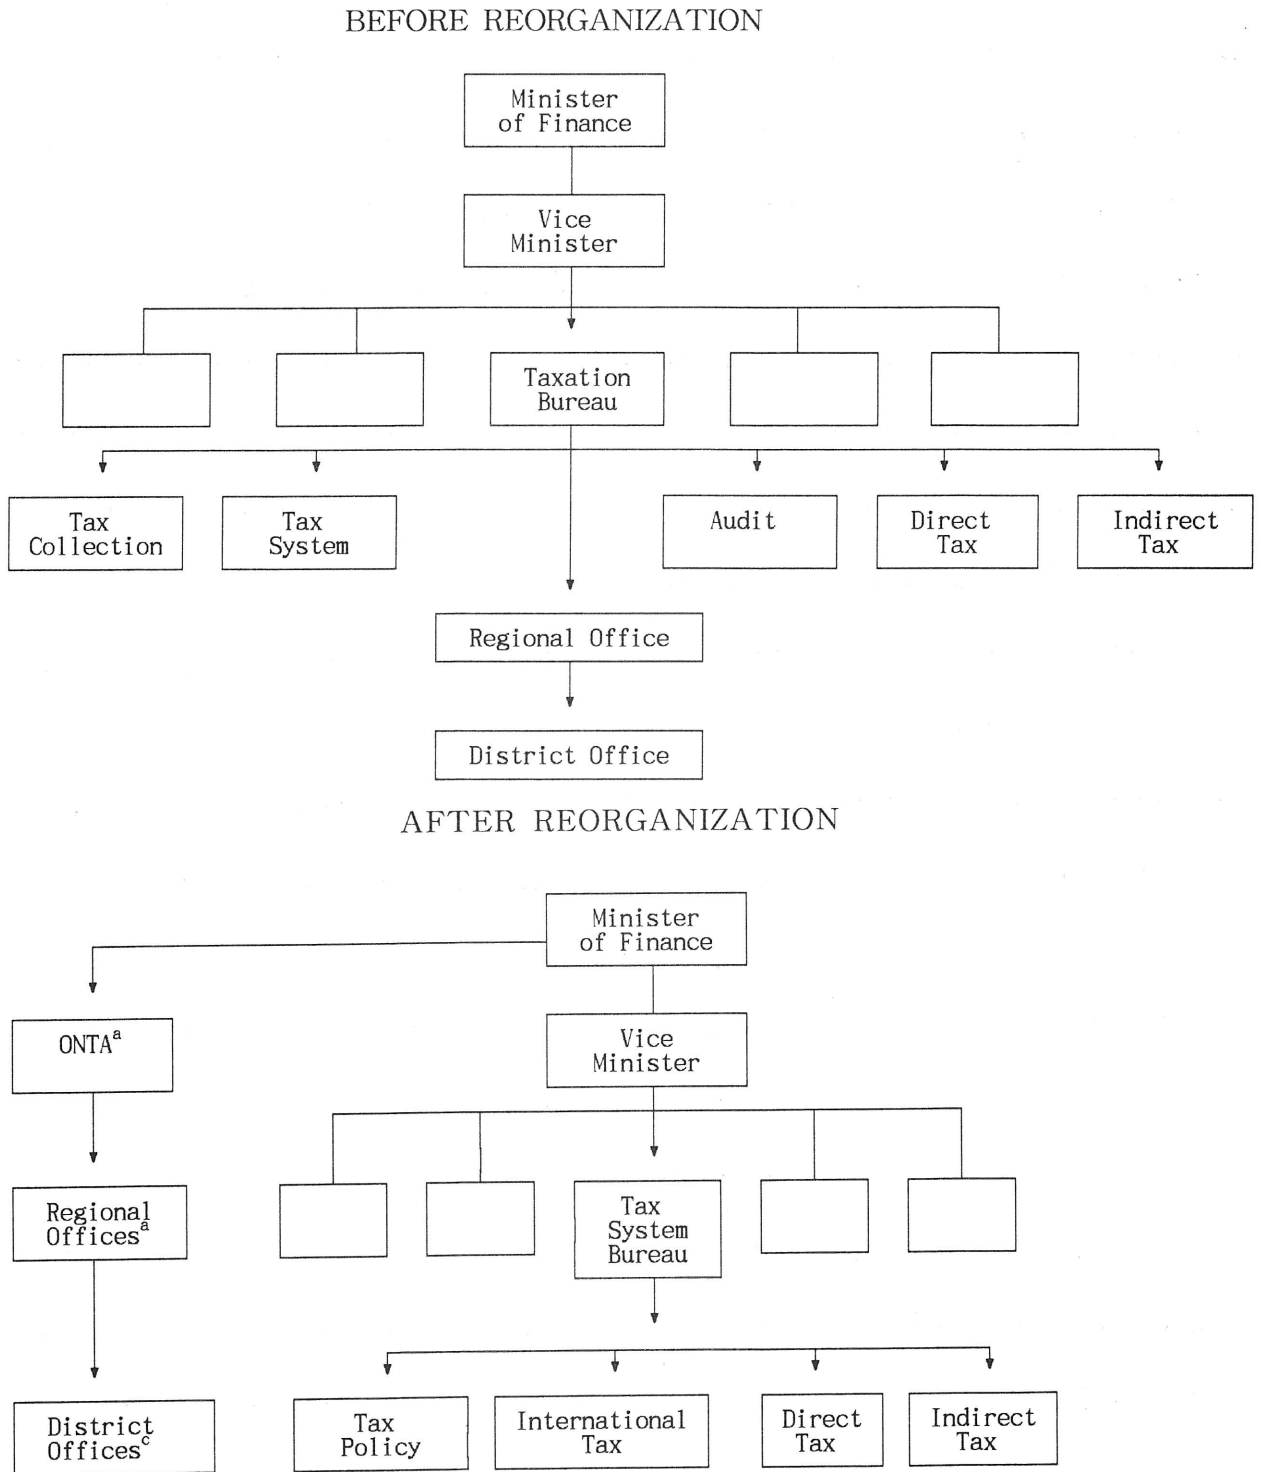 BEFORE REORGANIZATION
Minister
of Finance
Vice
Minister
Taxation
Bureau
Tax
Collection
Tax
System
Audit
Direct
Tax
Indirect
Tax
Regional Office
District Office
AFTER REORGANIZATION
Minister
of Finance
ONTAᵃ
Vice
Minister
Regional
Officesᵃ
Tax
System
Bureau
District
Officesᶜ
Tax
Policy
International
Tax
Direct
Tax
Indirect
Tax